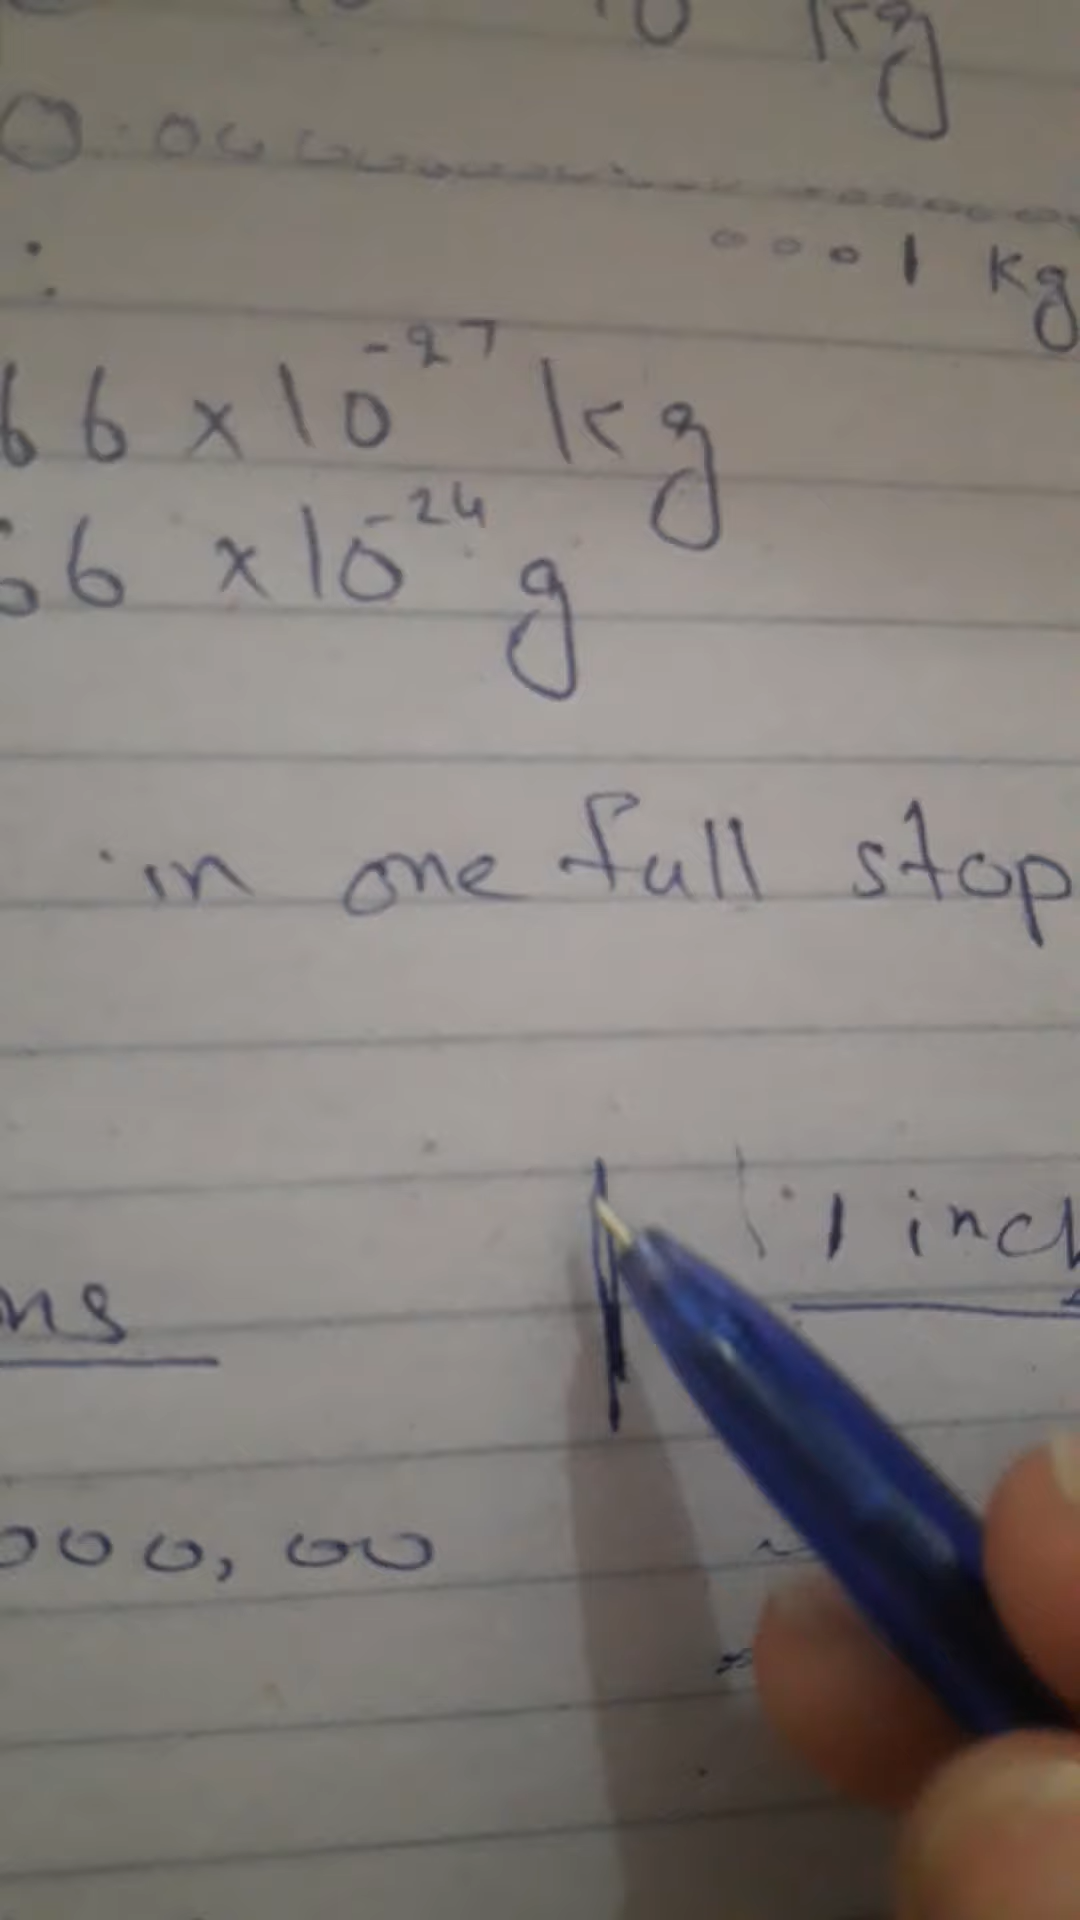 10 kg
0.00
0001 kg
66 x 10-27 kg
66 x 10-24 g
in one full stop
1 inch
ns
000,00